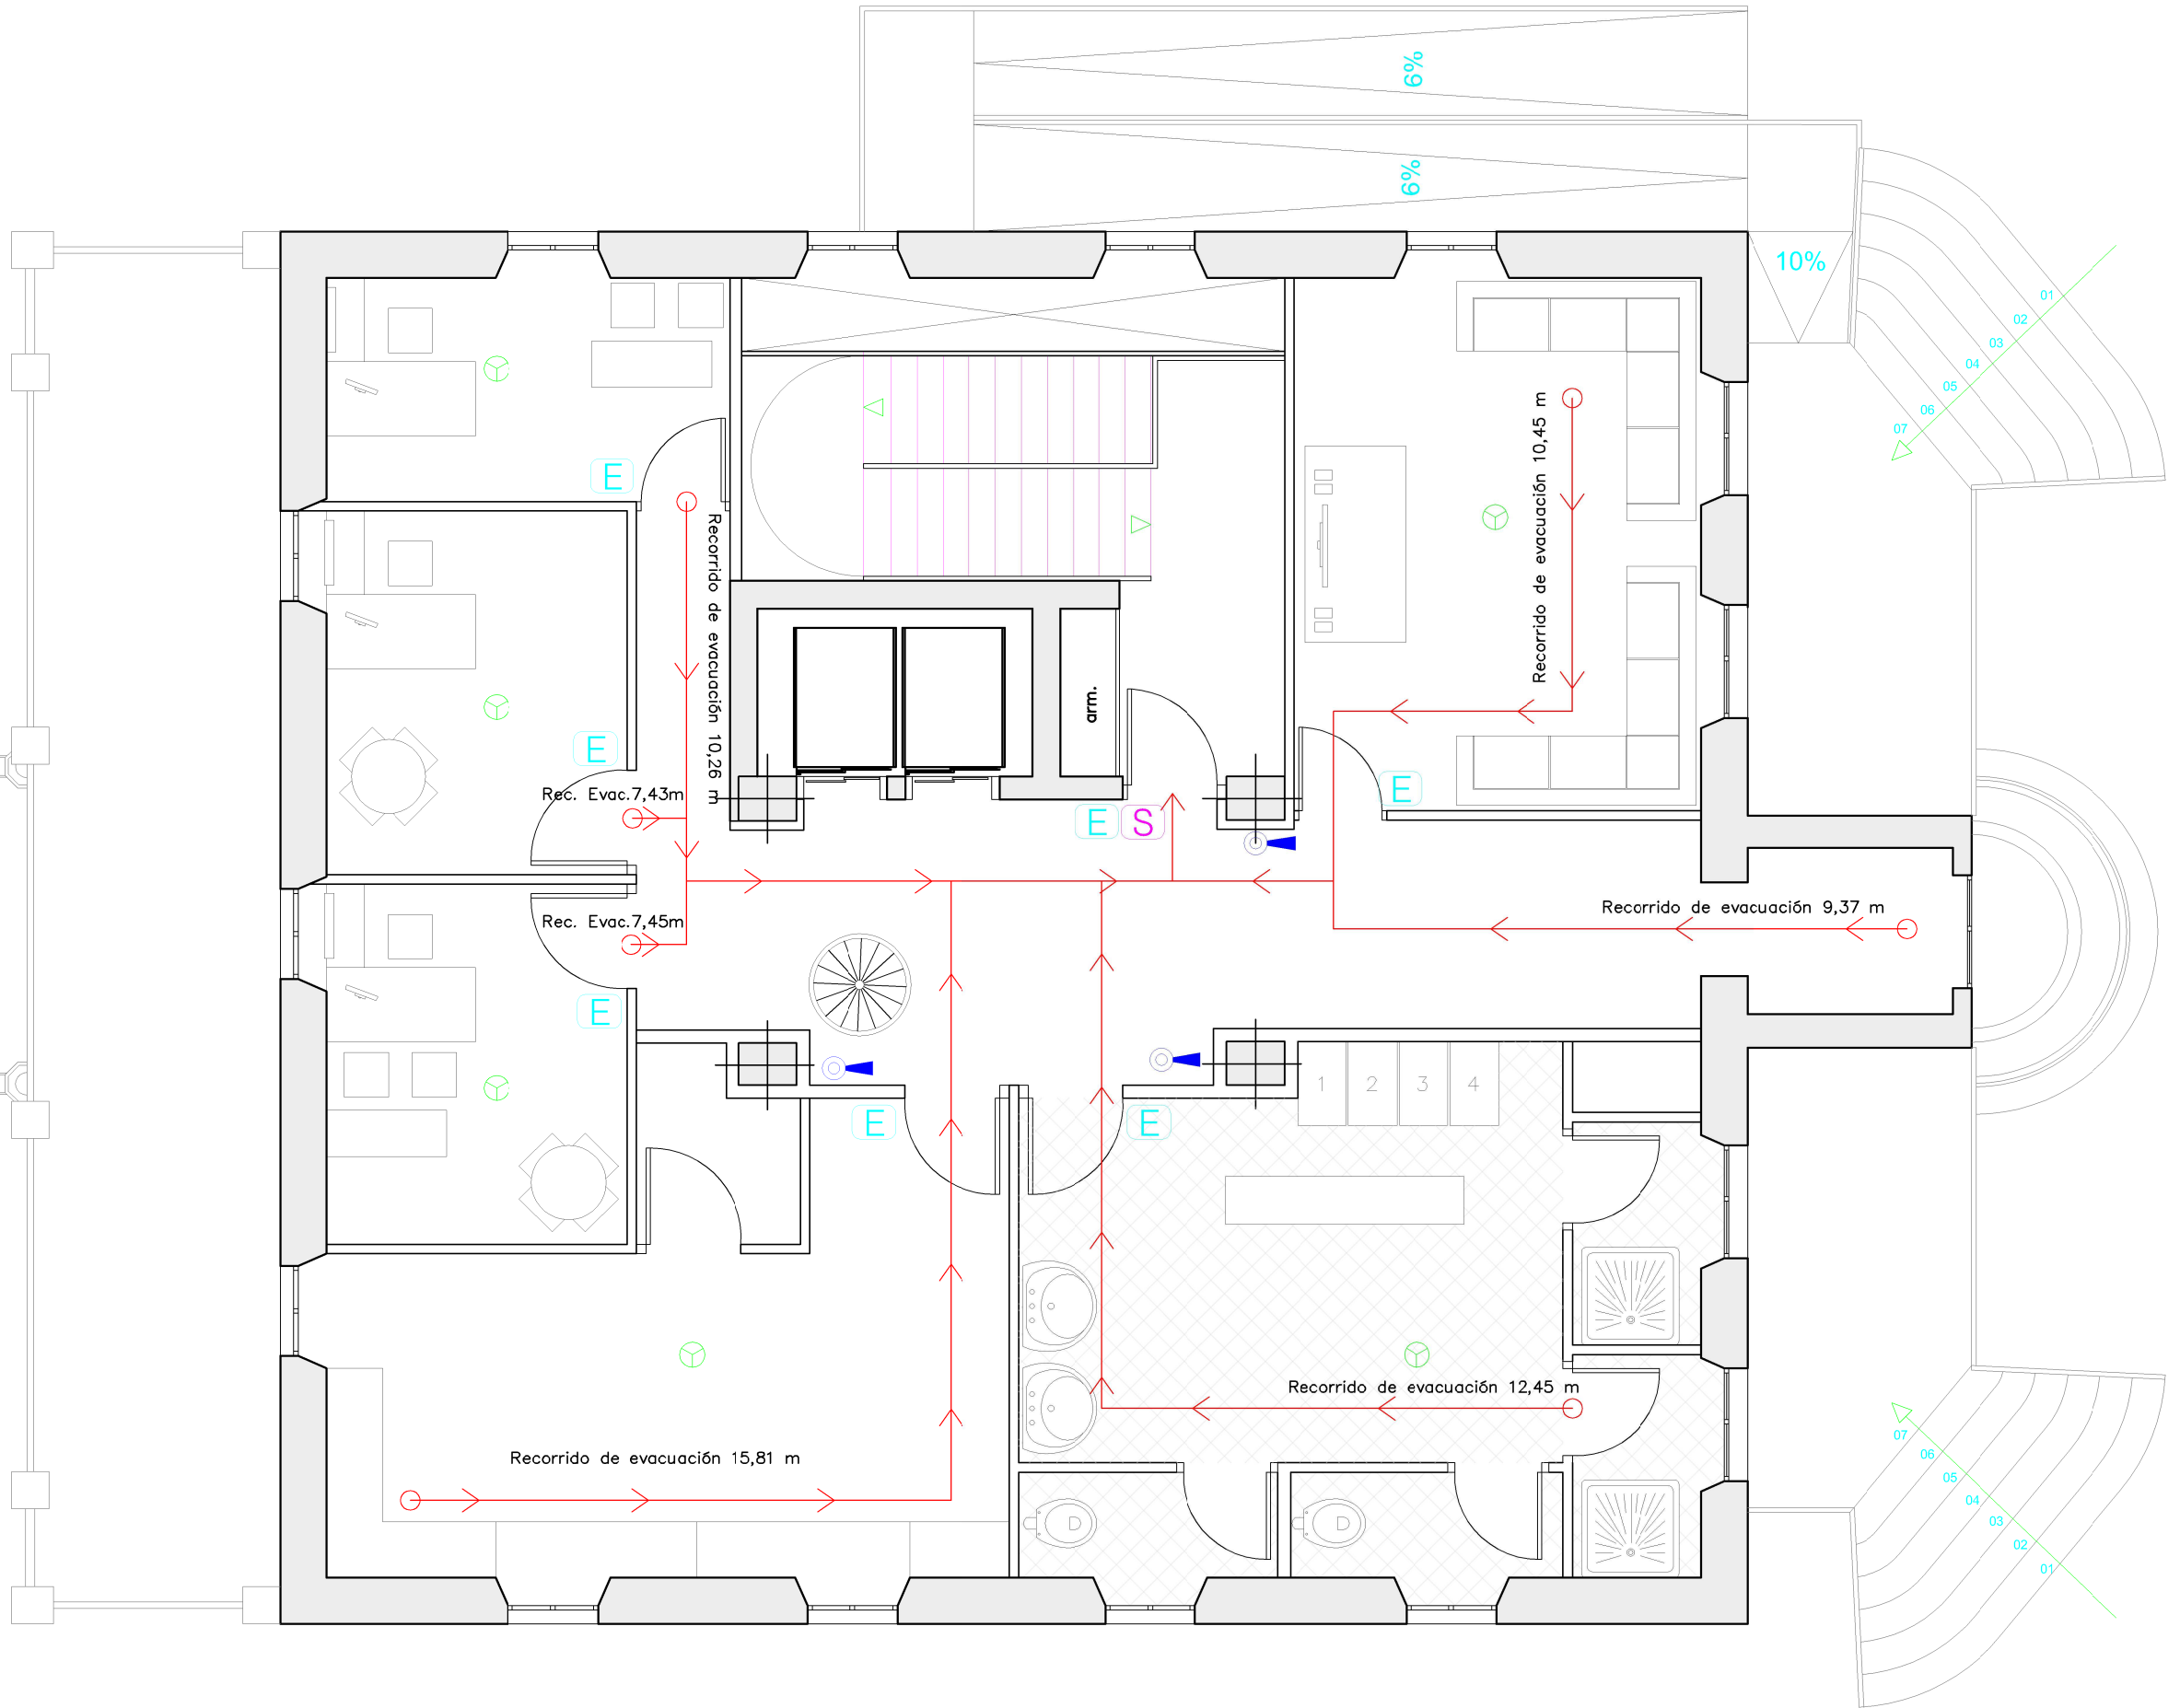 6%
6%
10%
01
02
03
04
05
06
07
E
Recorrido de evacuación 10,45 m
Recorrido de evacuación 10,26 m
arm.
E
E
Rec. Evac.7,43m
E
S
Rec. Evac.7,45m
Recorrido de evacuación 9,37 m
E
1
2
3
4
E
E
Recorrido de evacuación 12,45 m
Recorrido de evacuación 15,81 m
07
06
05
04
03
02
01